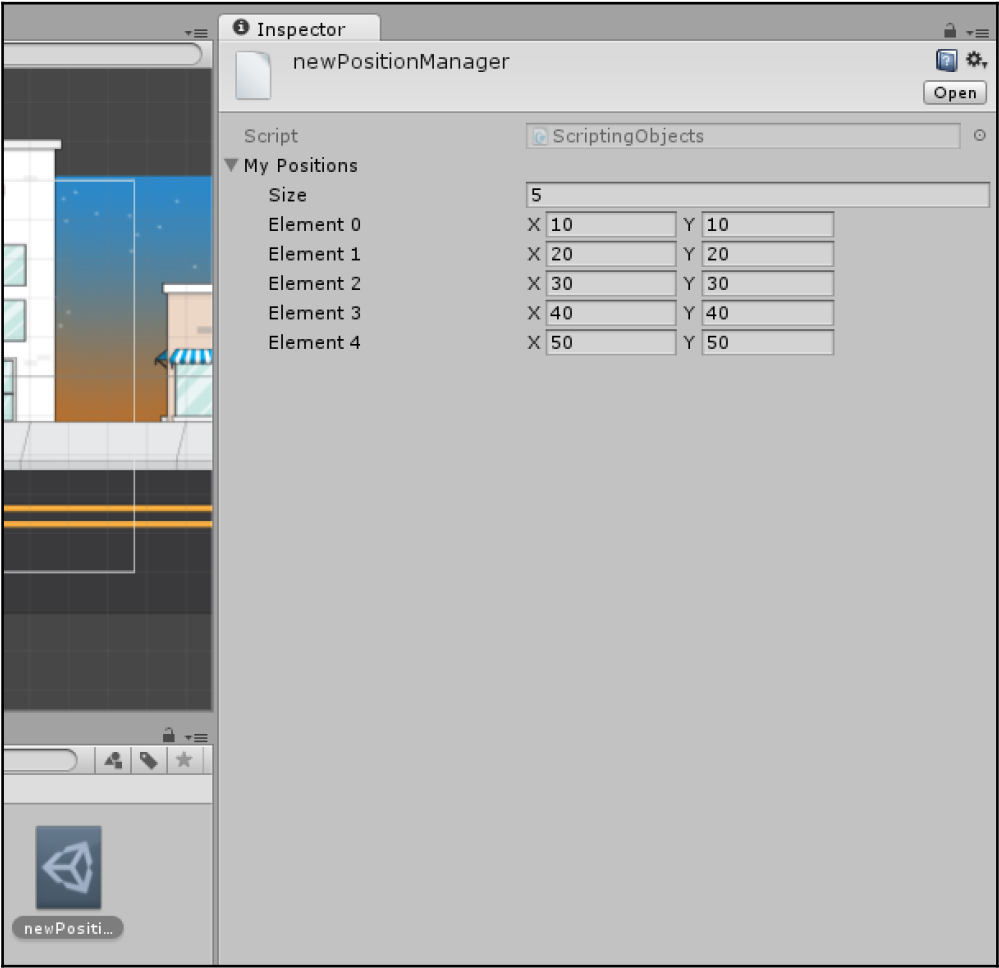 Inspector
newPositionManager
Open
Script ScriptingObjects
My Positions
Size 5
Element 0 X 10 Y 10
Element 1 X 20 Y 20
Element 2 X 30 Y 30
Element 3 X 40 Y 40
Element 4 X 50 Y 50
newPositi...